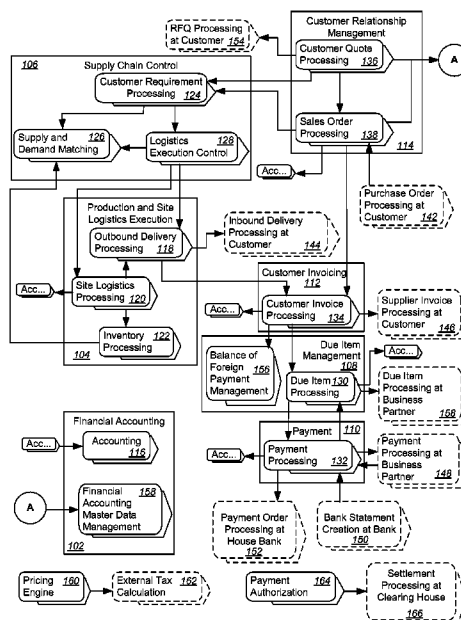 RFQ Processing
at Customer
154
Customer Relationship
Management
Customer Quote
Processing 136
A
106
Supply Chain Control
Customer Requirement
Processing 124
Supply and 126
Demand Matching
Logistics 128
Execution Control
Sales Order
Processing
138
114
Acc...
Purchase Order
Processing at
Customer 142
Production and Site
Logistics Execution
Outbound Delivery
Processing 118
Inbound Delivery
Processing at
Customer
144
Acc...
Site Logistics
Processing 120
Inventory 122
Processing
104
Customer Invoicing
112
Acc...
Customer Invoice
Processing 134
Supplier Invoice
Processing at
Customer
146
Due Item
Management
108
Acc...
Balance of
Foreign 156
Payment
Management
Due Item 130
Processing
Due Item
Processing at
Business
Partner
158
Payment 110
Acc...
Payment
Processing
132
Payment
Processing at
Business
Partner
148
Payment Order
Processing at
House Bank
152
Bank Statement
Creation at Bank
150
Financial Accounting
Acc...
Accounting
116
A
Financial 158
Accounting
Master Data
Management
102
Pricing 160
Engine
External Tax 162
Calculation
Payment 164
Authorization
Settlement
Processing at
Clearing House
166